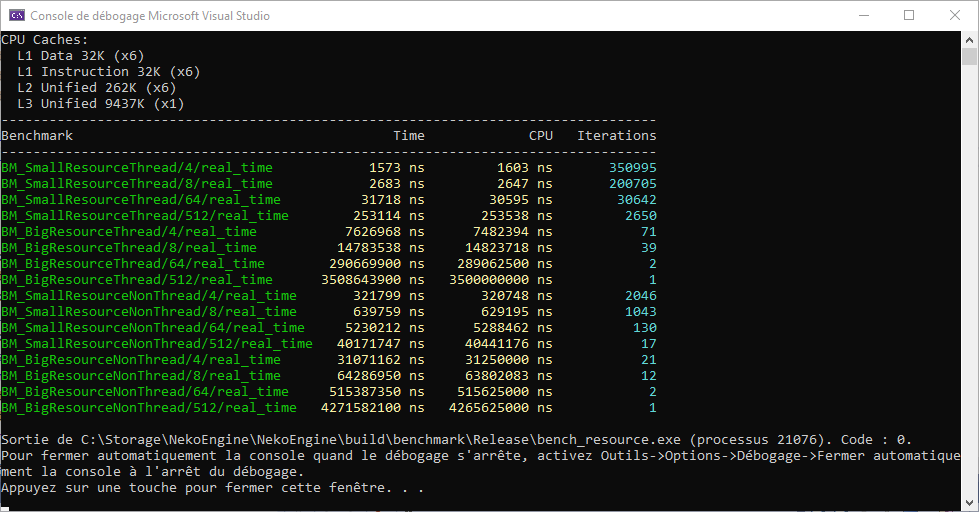 Console de débogage Microsoft Visual Studio
CPU Caches:
  L1 Data 32K (x6)
  L1 Instruction 32K (x6)
  L2 Unified 262K (x6)
  L3 Unified 9437K (x1)
----------------------------------------------------------------------------------
Benchmark                                        Time             CPU   Iterations
----------------------------------------------------------------------------------
BM_SmallResourceThread/4/real_time            1573 ns         1603 ns       350995
BM_SmallResourceThread/8/real_time            2683 ns         2647 ns       200705
BM_SmallResourceThread/64/real_time          31718 ns        30595 ns        30642
BM_SmallResourceThread/512/real_time        253114 ns       253538 ns         2650
BM_BigResourceThread/4/real_time           7626968 ns      7482394 ns           71
BM_BigResourceThread/8/real_time          14783538 ns     14823718 ns           39
BM_BigResourceThread/64/real_time        290669900 ns    289062500 ns            2
BM_BigResourceThread/512/real_time      3508643900 ns   3500000000 ns            1
BM_SmallResourceNonThread/4/real_time       321799 ns       320748 ns         2046
BM_SmallResourceNonThread/8/real_time       639759 ns       629195 ns         1043
BM_SmallResourceNonThread/64/real_time     5230212 ns      5288462 ns          130
BM_SmallResourceNonThread/512/real_time   40171747 ns     40441176 ns           17
BM_BigResourceNonThread/4/real_time       31071162 ns     31250000 ns           21
BM_BigResourceNonThread/8/real_time       64286950 ns     63802083 ns           12
BM_BigResourceNonThread/64/real_time     515387350 ns    515625000 ns            2
BM_BigResourceNonThread/512/real_time   4271582100 ns   4265625000 ns            1
Sortie de C:\Storage\NekoEngine\NekoEngine\build\benchmark\Release\bench_resource.exe (processus 21076). Code : 0.
Pour fermer automatiquement la console quand le débogage s'arrête, activez Outils->Options->Débogage->Fermer automatique
ment la console à l'arrêt du débogage.
Appuyez sur une touche pour fermer cette fenêtre. . .